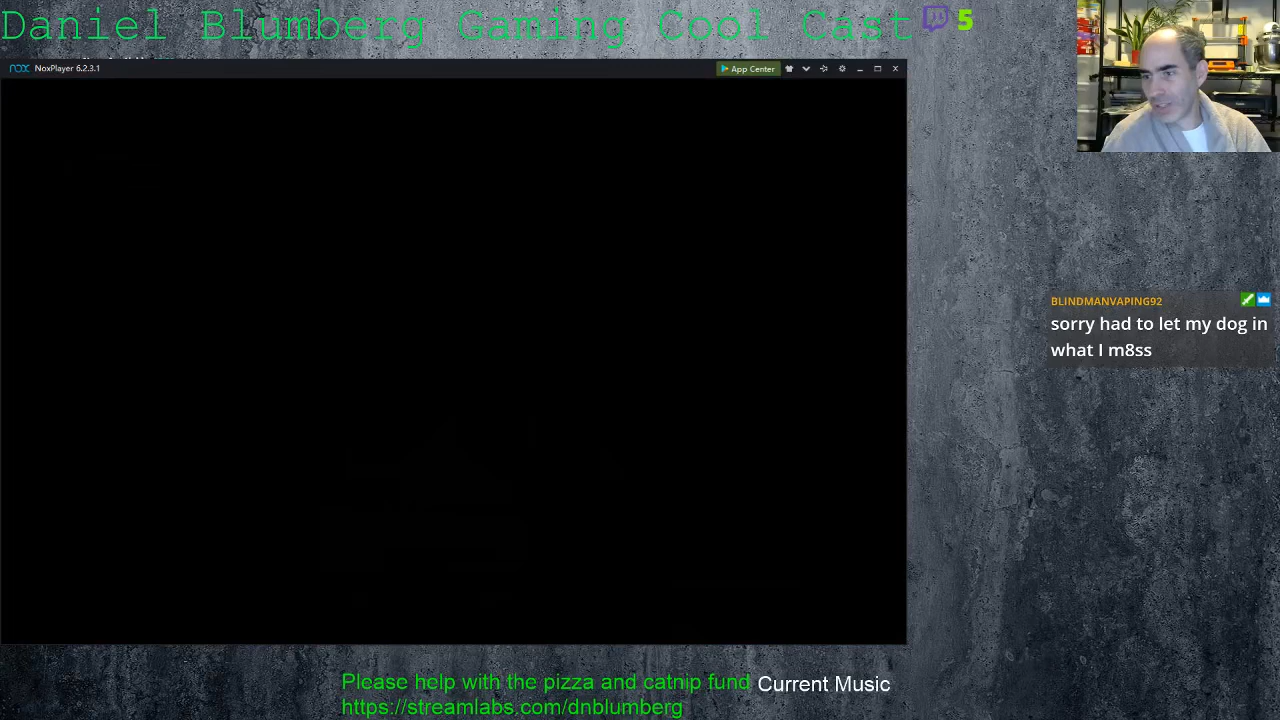 Daniel Blumberg Gaming Cool Cast 5
nox NoxPlayer 6.2.3.1 App Center
BLINDMANVAPING92
sorry had to let my dog in
what I m8ss
Please help with the pizza and catnip fund Current Music
https://streamlabs.com/dnblumberg